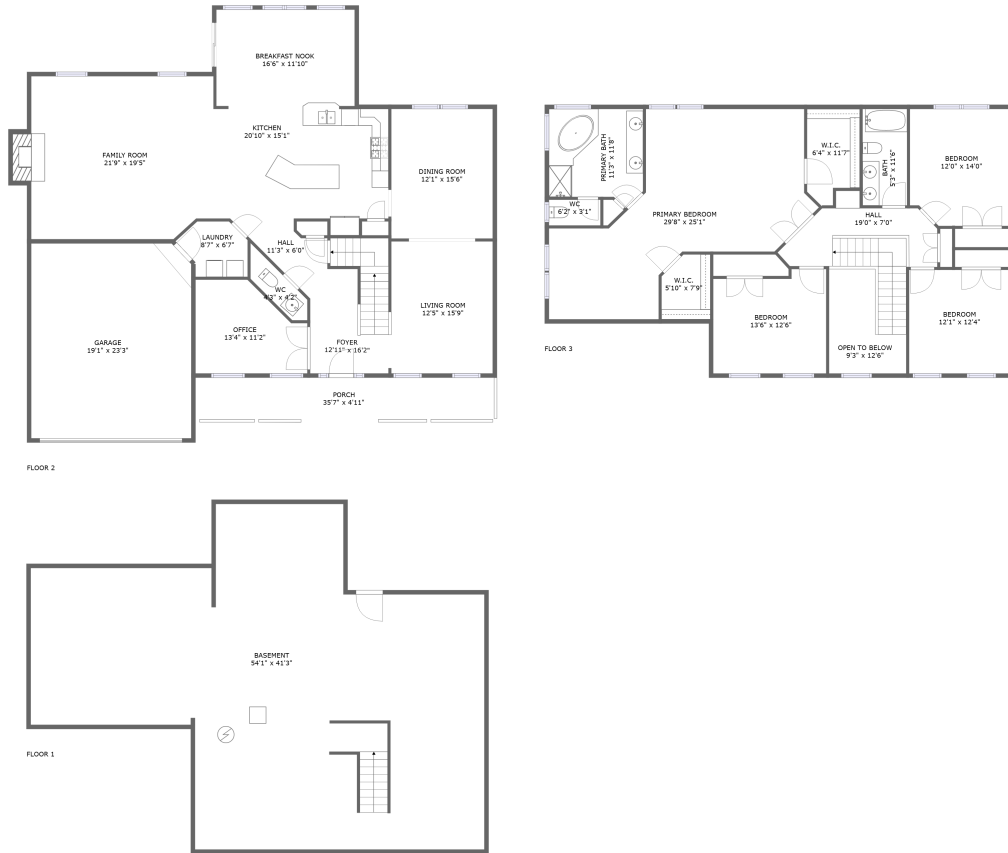 BREAKFAST NOOK
16'6" x 11'10"
KITCHEN
20'10" x 15'1"
FAMILY ROOM
21'9" x 19'5"
DINING ROOM
12'1" x 15'6"
LAUNDRY
8'7" x 6'7"
HALL
11'3" x 6'0"
WC
4'3" x 4'2"
LIVING ROOM
12'5" x 15'9"
OFFICE
13'4" x 11'2"
GARAGE
19'1" x 23'3"
FOYER
12'11" x 16'2"
PORCH
35'7" x 4'11"
FLOOR 2
PRIMARY BATH
11'3" x 11'8"
W.I.C.
6'4" x 11'7"
BATH
5'3" x 11'6"
BEDROOM
12'0" x 14'0"
WC
6'2" x 3'1"
PRIMARY BEDROOM
29'8" x 25'1"
HALL
19'0" x 7'0"
W.I.C.
5'10" x 7'9"
BEDROOM
13'6" x 12'6"
BEDROOM
12'1" x 12'4"
OPEN TO BELOW
9'3" x 12'6"
FLOOR 3
BASEMENT
54'1" x 41'3"
FLOOR 1